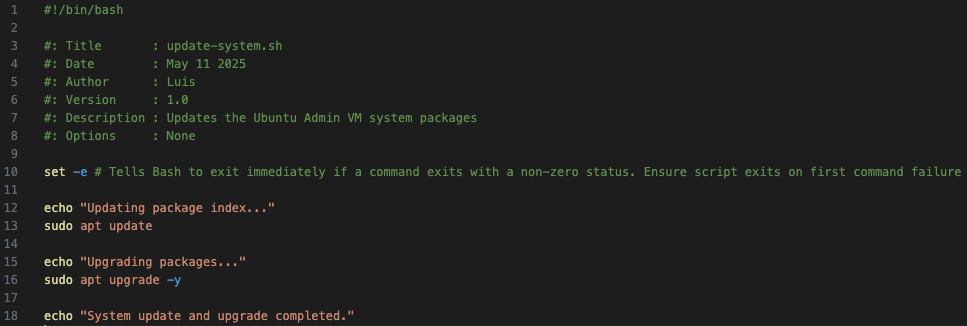 1 #!/bin/bash
2
3 #: Title       : update-system.sh
4 #: Date        : May 11 2025
5 #: Author      : Luis
6 #: Version     : 1.0
7 #: Description : Updates the Ubuntu Admin VM system packages
8 #: Options     : None
9
10 set -e # Tells Bash to exit immediately if a command exits with a non-zero status. Ensure script exits on first command failure
11
12 echo "Updating package index..."
13 sudo apt update
14
15 echo "Upgrading packages..."
16 sudo apt upgrade -y
17
18 echo "System update and upgrade completed."